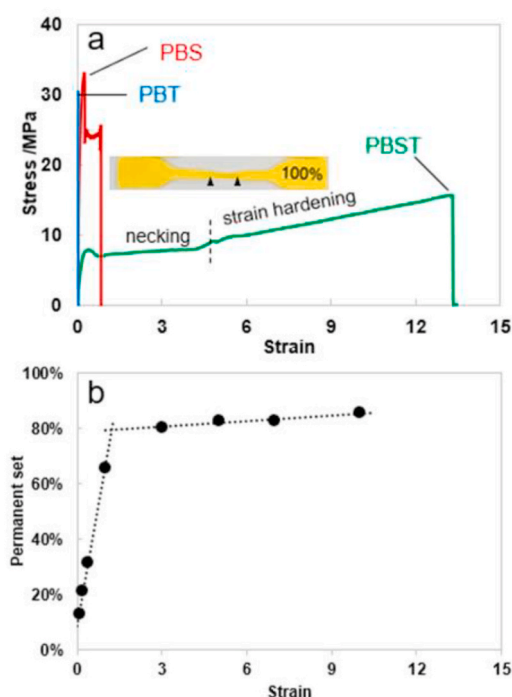 40
a
PBS
30
PBT
20
PBST
100%
strain hardening
10
necking
0
0 3 6 9 12 15
Stress /MPa
Strain
100%
b
80%
60%
40%
20%
0%
0 3 6 9 12 15
Permanent set
Strain